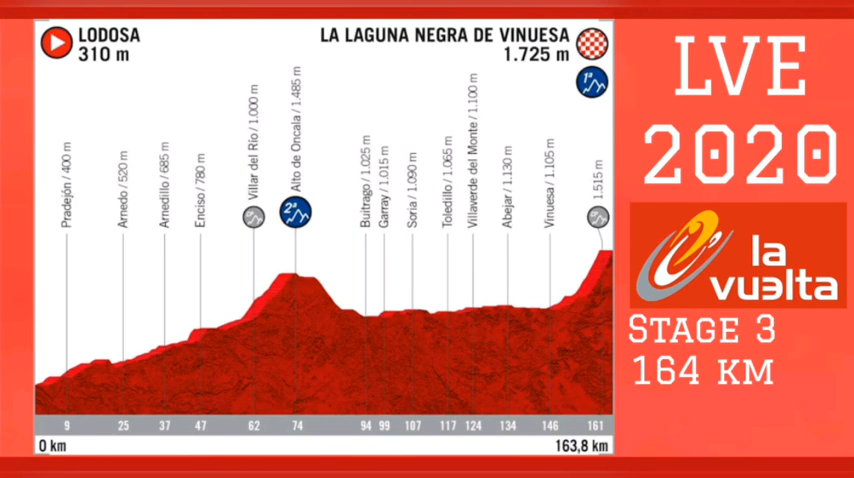 LODOSA
310 m
LA LAGUNA NEGRA DE VINUESA
1.725 m
1ª
Pradejón / 400 m
Arnedo / 520 m
Arnedillo / 685 m
Enciso / 780 m
Villar del Río / 1.000 m
Alto de Oncala / 1.485 m
2ª
Buitrago / 1.025 m
Garray / 1.015 m
Soria / 1.090 m
Toledillo / 1.065 m
Villaverde del Monte / 1.100 m
Abejar / 1.130 m
Vinuesa / 1.105 m
1.515 m
9 25 37 47 62 74 94 99 107 117 124 134 146 161
0 km
163,8 km
LVE
2020
la
vuelta
STAGE 3
164 KM